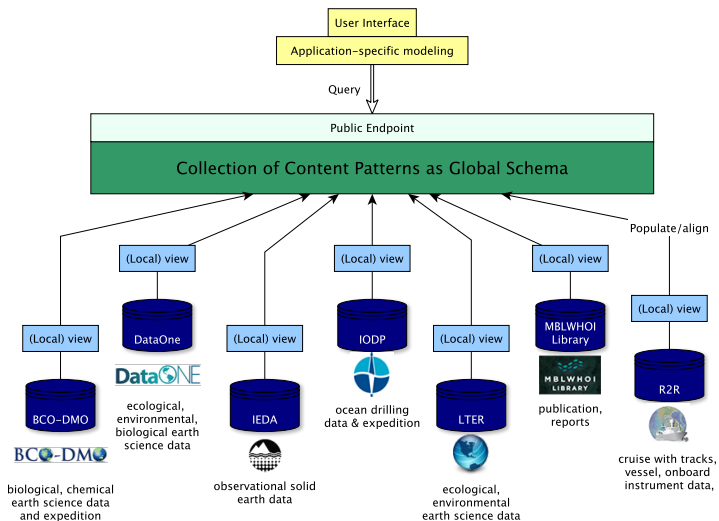 User Interface
Application-specific modeling
Query
Public Endpoint
Collection of Content Patterns as Global Schema
Populate/align
(Local) view
(Local) view
(Local) view
(Local) view
(Local) view
(Local) view
(Local) view
DataOne
IODP
MBLWHOI
Library
BCO-DMO
IEDA
LTER
R2R
DataONE
MBLWHOI
LIBRARY
BCO-DMO
ecological,
environmental,
biological earth
science data
ocean drilling
data & expedition
publication,
reports
biological, chemical
earth science data
and expedition
observational solid
earth data
ecological,
environmental
earth science data
cruise with tracks,
vessel, onboard
instrument data,